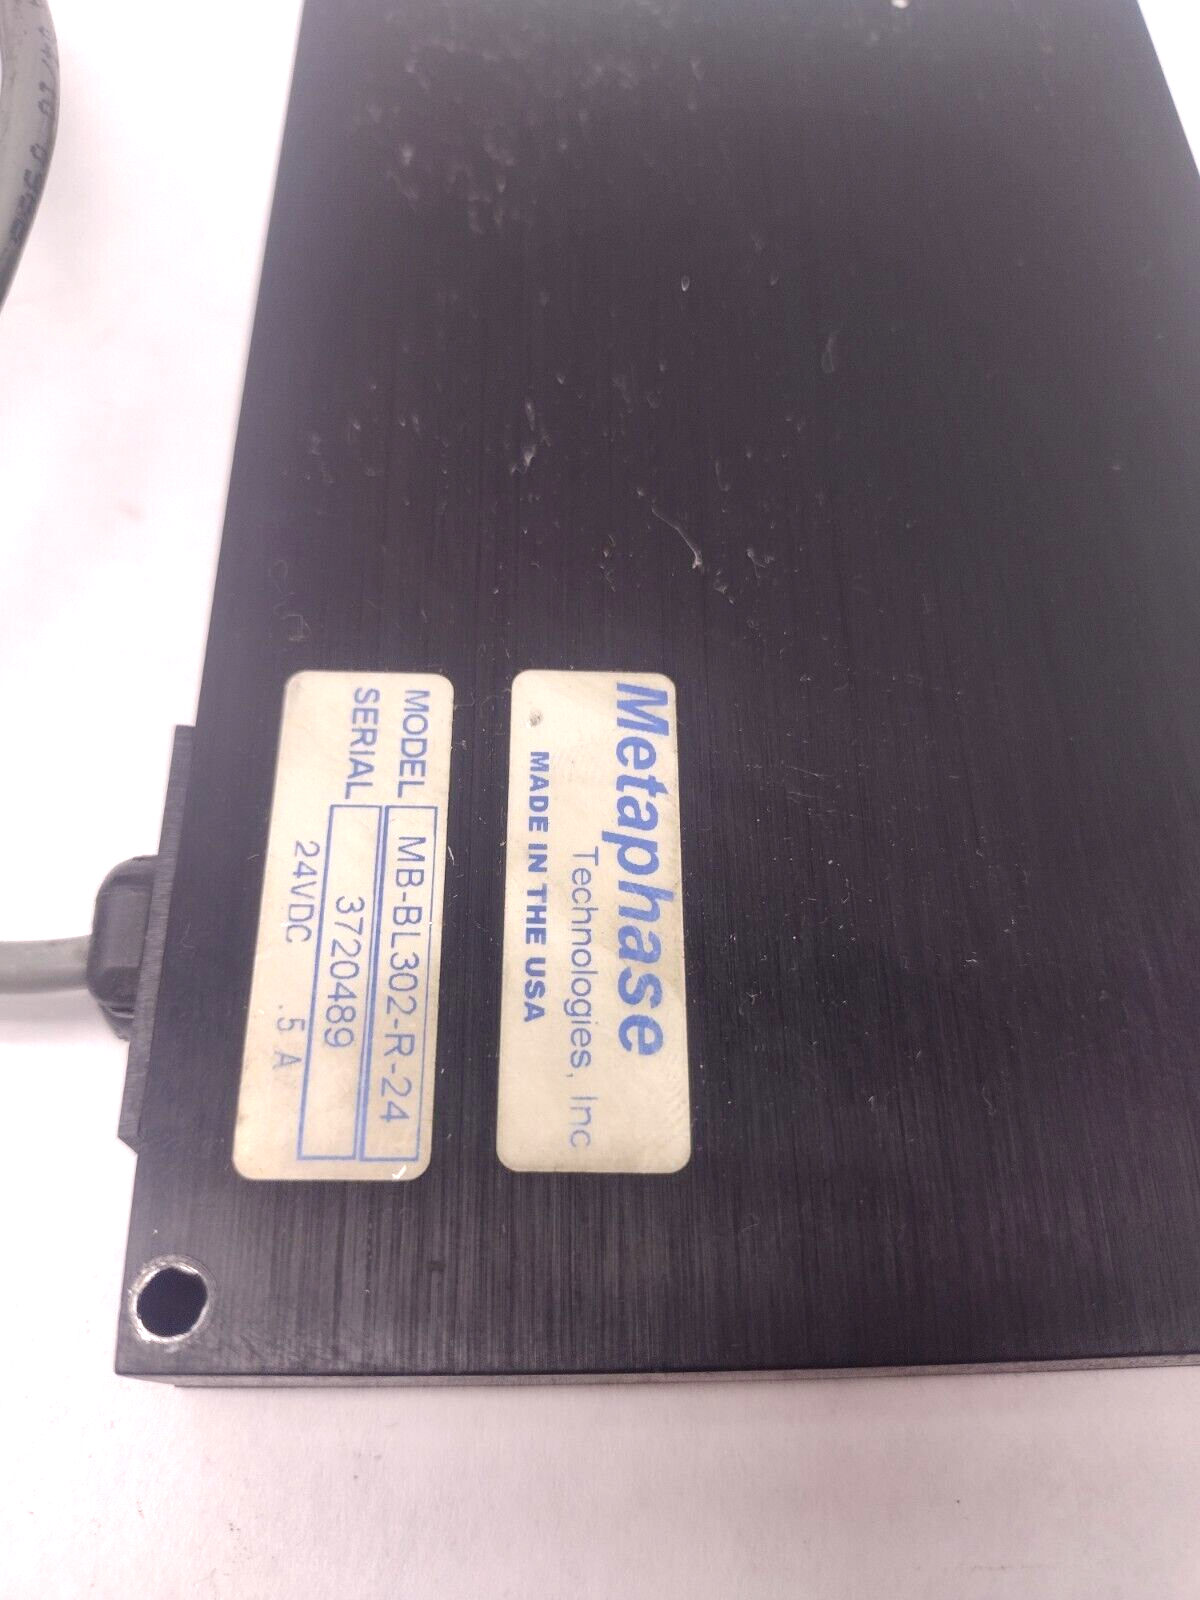 Metaphase
Technologies, Inc
MADE IN THE USA
MODEL MB-BL302-R-24
SERIAL 3720489
24VDC .5 A